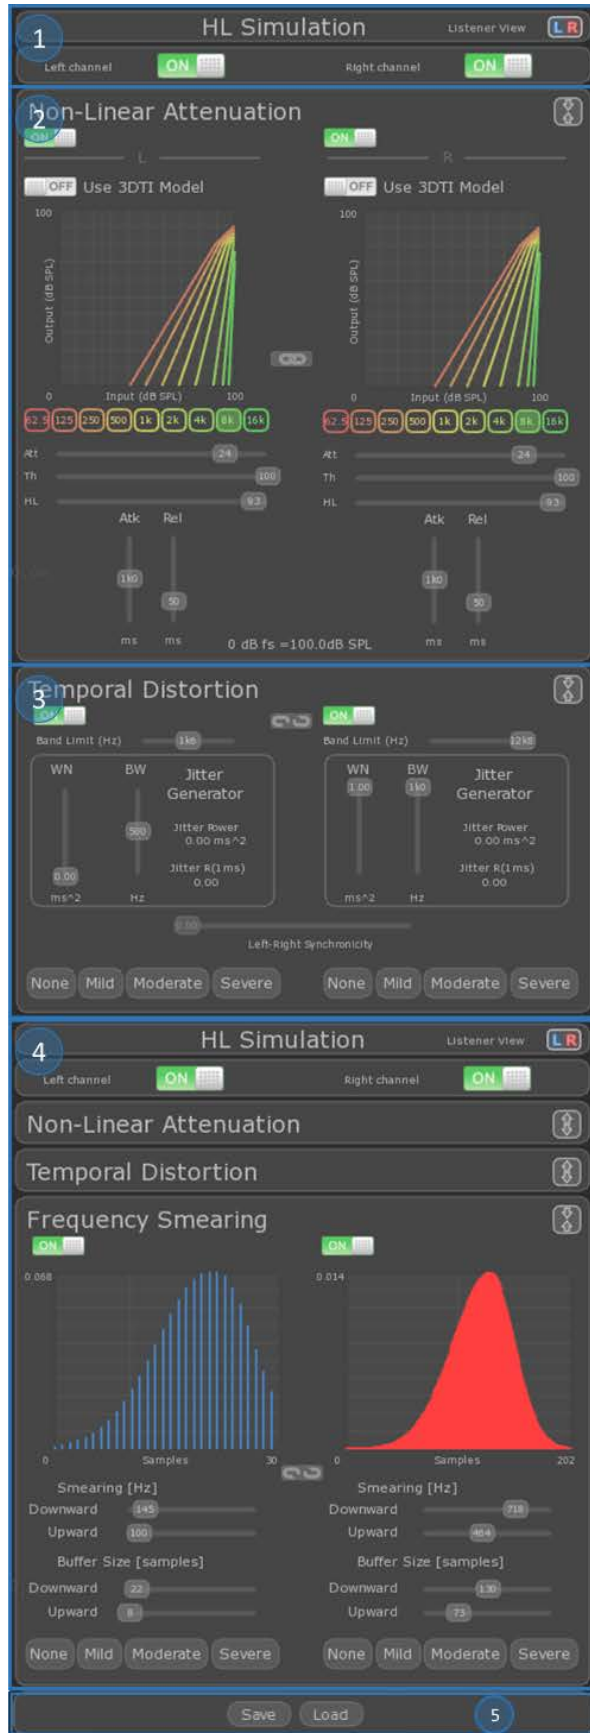 1
HL Simulation Listener View L R
Left channel ON Right channel ON
2
Non-Linear Attenuation
ON ON
L R
OFF Use 3DTI Model OFF Use 3DTI Model
100 100
Output (dB SPL) Output (dB SPL)
0 Input (dB SPL) 100 0 Input (dB SPL) 100
62.5 125 250 500 1k 2k 4k 8k 16k 62.5 125 250 500 1k 2k 4k 8k 16k
Att 24 Att 24
Th 100 Th 100
HL 93 HL 93
Atk Rel Atk Rel
1k0 50 1k0 50
ms ms 0 dB fs =100.0dB SPL ms ms
3
Temporal Distortion
ON ON
Band Limit (Hz) 1k6 Band Limit (Hz) 12k8
WN BW Jitter Generator WN BW Jitter Generator
0.00 500 1.00 1k0
Jitter Power 0.00 ms^2 Jitter Power 0.00 ms^2
Jitter R(1ms) 0.00 Jitter R(1ms) 0.00
ms^2 Hz ms^2 Hz
0.00
Left-Right Synchronicity
None Mild Moderate Severe None Mild Moderate Severe
4
HL Simulation Listener View L R
Left channel ON Right channel ON
Non-Linear Attenuation
Temporal Distortion
Frequency Smearing
ON ON
0.068 0.014
0 Samples 30 0 Samples 202
Smearing [Hz] Smearing [Hz]
Downward 145 Downward 718
Upward 100 Upward 464
Buffer Size [samples] Buffer Size [samples]
Downward 22 Downward 130
Upward 8 Upward 73
None Mild Moderate Severe None Mild Moderate Severe
Save Load 5